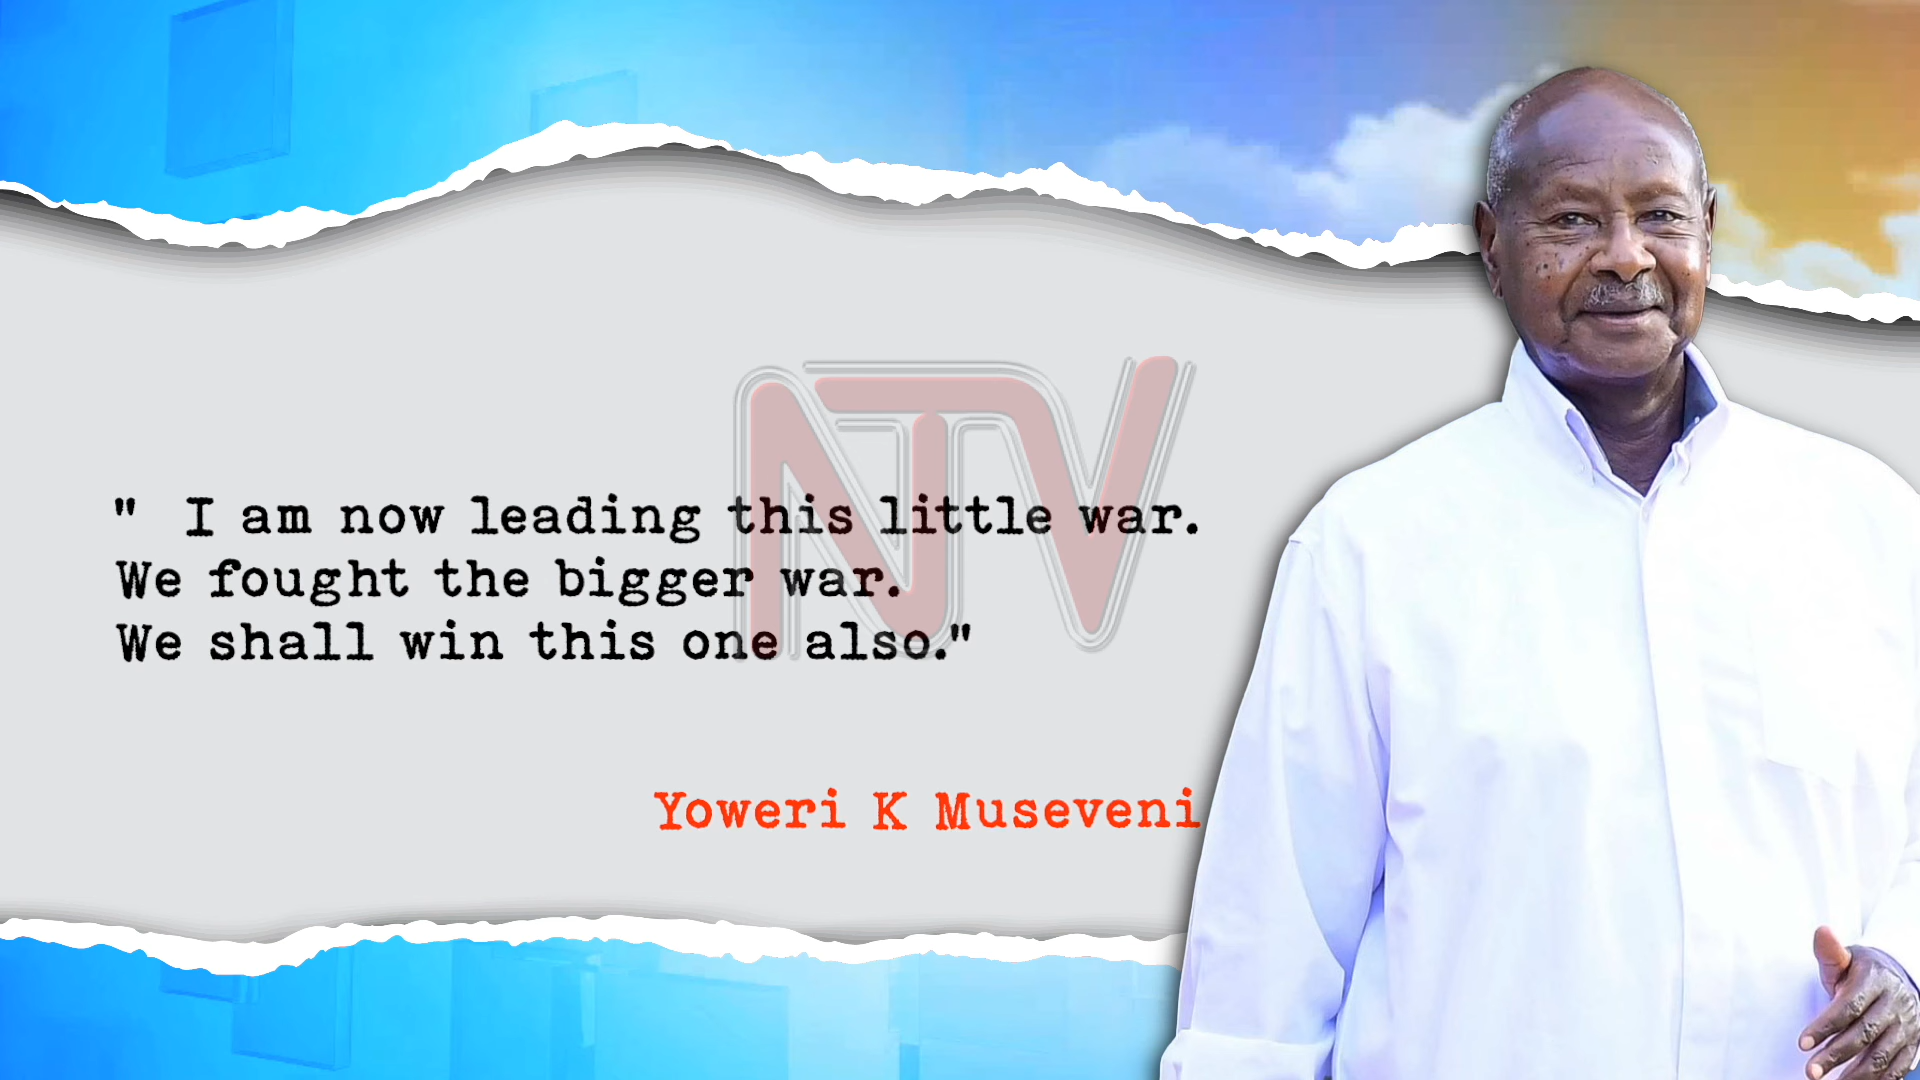 NTV
" I am now leading this little war.
We fought the bigger war.
We shall win this one also."
Yoweri K Museveni